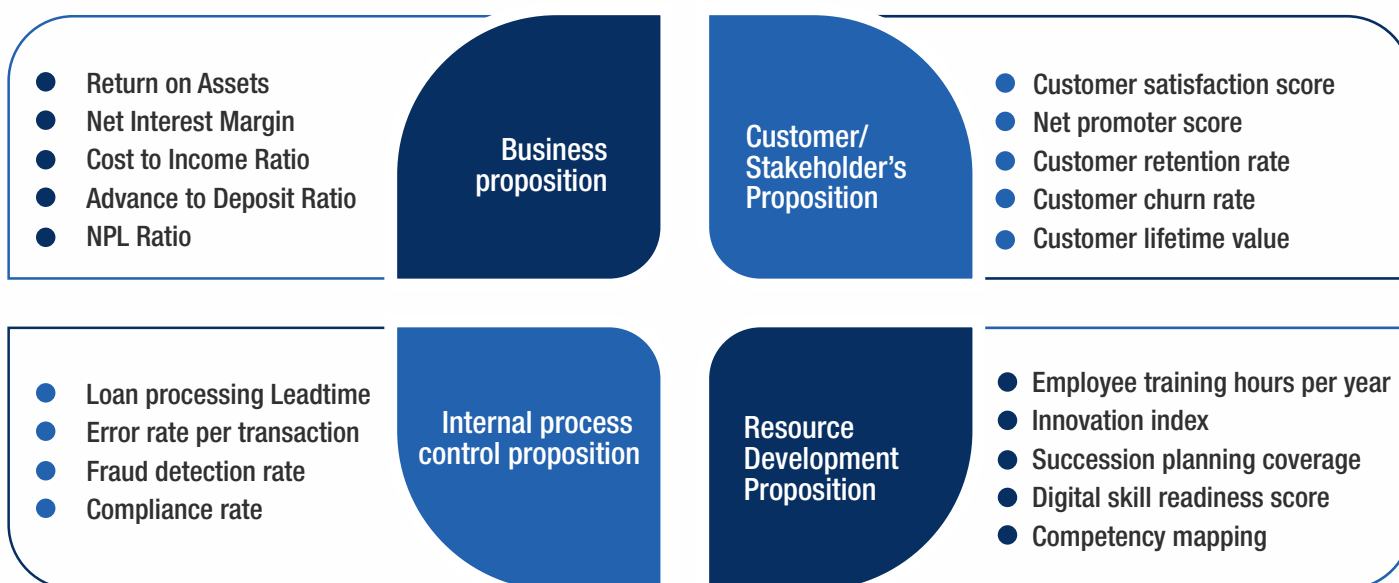 Return on Assets
Net Interest Margin
Cost to Income Ratio
Advance to Deposit Ratio
NPL Ratio
Business
proposition
Customer/
Stakeholder’s
Proposition
Customer satisfaction score
Net promoter score
Customer retention rate
Customer churn rate
Customer lifetime value
Loan processing Leadtime
Error rate per transaction
Fraud detection rate
Compliance rate
Internal process
control proposition
Resource
Development
Proposition
Employee training hours per year
Innovation index
Succession planning coverage
Digital skill readiness score
Competency mapping